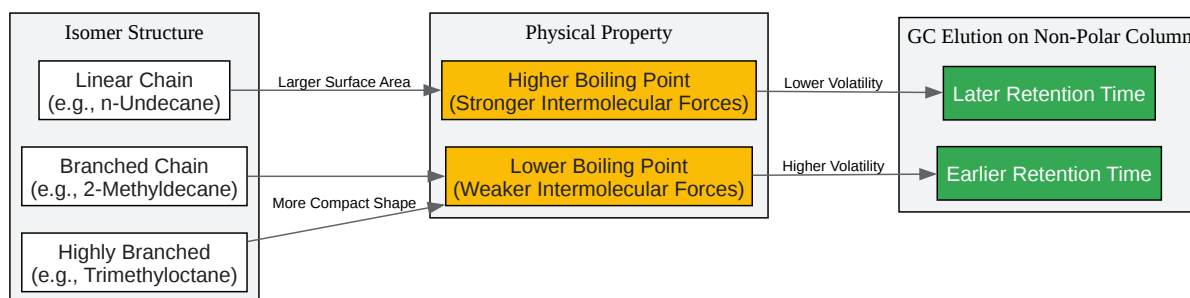 Isomer Structure
Linear Chain
(e.g., n-Undecane)
Branched Chain
(e.g., 2-Methyldecane)
Highly Branched
(e.g., Trimethyloctane)
Larger Surface Area
More Compact Shape
Physical Property
Higher Boiling Point
(Stronger Intermolecular Forces)
Lower Boiling Point
(Weaker Intermolecular Forces)
Lower Volatility
Higher Volatility
GC Elution on Non-Polar Column
Later Retention Time
Earlier Retention Time